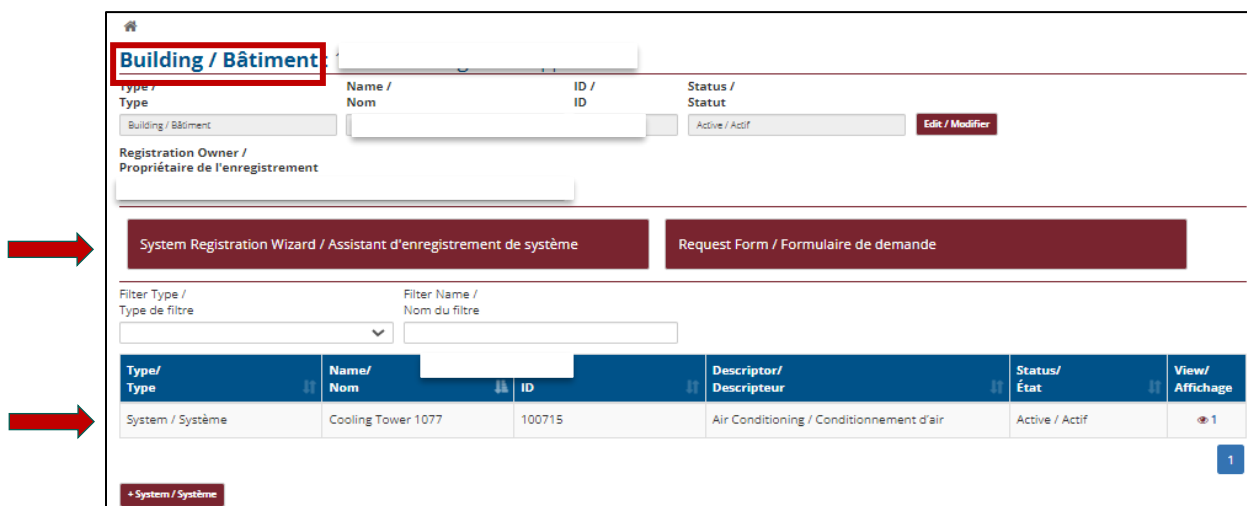 Building / Bâtiment :
Type / Name / ID / Status /
Type Nom ID Statut
Building / Bâtiment Active / Actif Edit / Modifier
Registration Owner /
Propriétaire de l'enregistrement
System Registration Wizard / Assistant d'enregistrement de système Request Form / Formulaire de demande
Filter Type / Filter Name /
Type de filtre Nom du filtre
Type/ Name/ Descriptor/ Status/ View/
Type Nom ID Descripteur État Affichage
System / Système Cooling Tower 1077 100715 Air Conditioning / Conditionnement d'air Active / Actif 1
1
+ System / Système